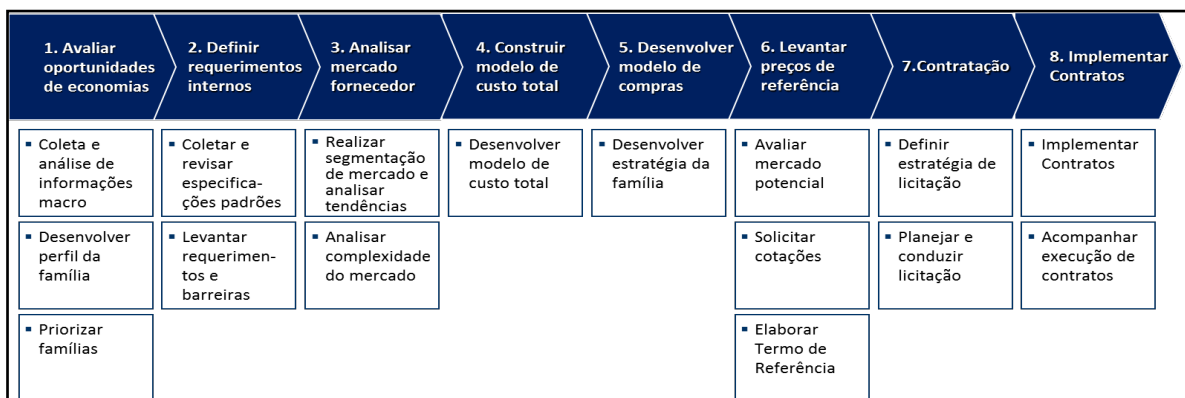 1. Avaliar
oportunidades
de economias
2. Definir
requerimentos
internos
3. Analisar
mercado
fornecedor
4. Construir
modelo de
custo total
5. Desenvolver
modelo de
compras
6. Levantar
preços de
referência
7.Contratação
8. Implementar
Contratos
▪ Coleta e
análise de
informações
macro
▪ Desenvolver
perfil da
família
▪ Priorizar
famílias
▪ Coletar e
revisar
especifica-
ções padrões
▪ Levantar
requerimen-
tos e
barreiras
▪ Realizar
segmentação
de mercado e
analisar
tendências
▪ Analisar
complexidade
do mercado
▪ Desenvolver
modelo de
custo total
▪ Desenvolver
estratégia da
família
▪ Avaliar
mercado
potencial
▪ Solicitar
cotações
▪ Elaborar
Termo de
Referência
▪ Definir
estratégia de
licitação
▪ Planejar e
conduzir
licitação
▪ Implementar
Contratos
▪ Acompanhar
execução de
contratos